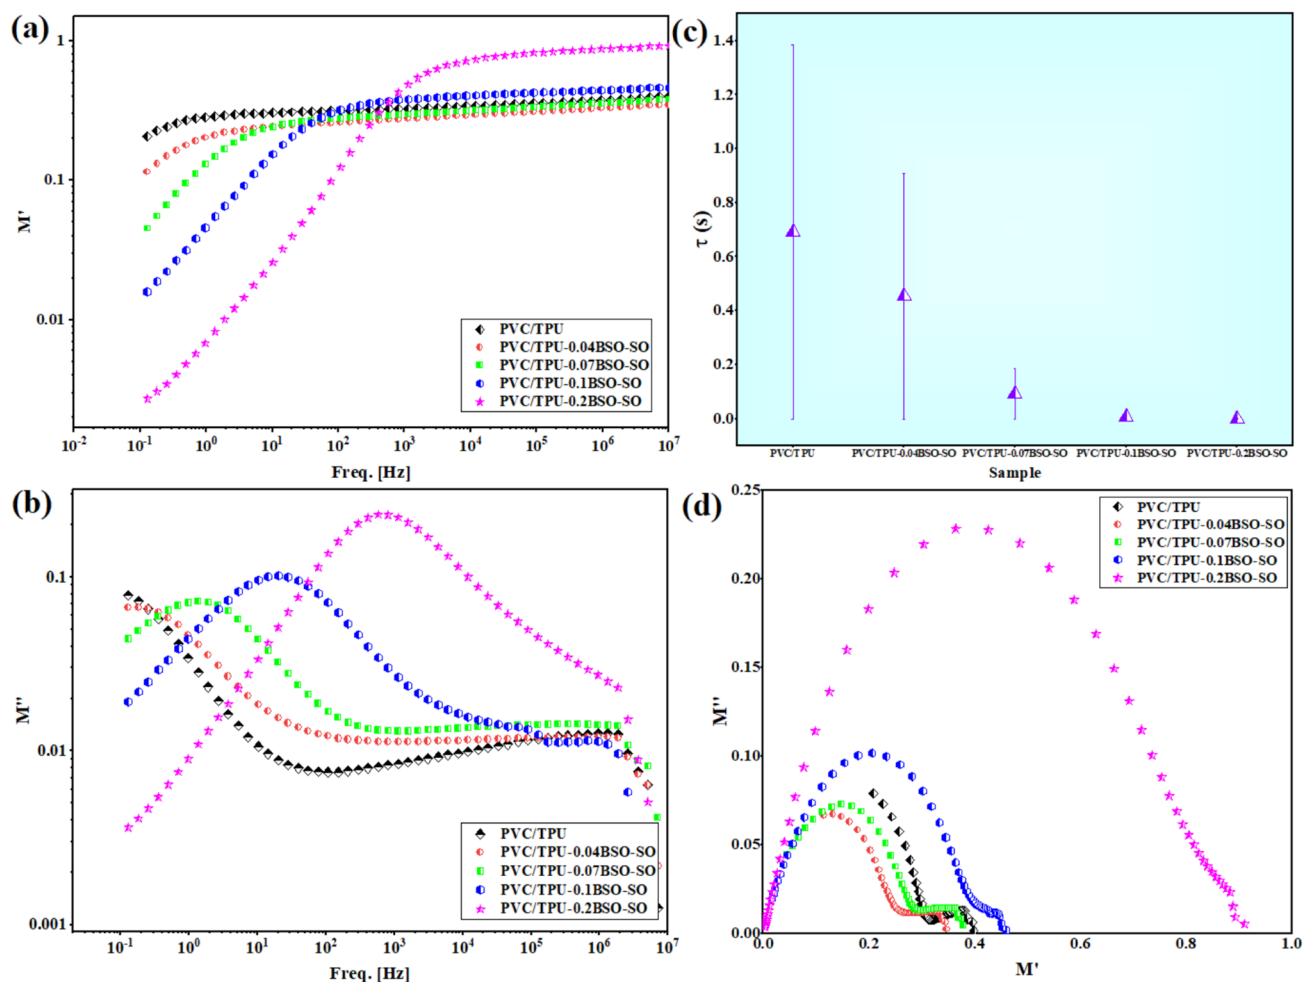 (a)
1
0.1
0.01
M'
PVC/TPU
PVC/TPU-0.04BSO-SO
PVC/TPU-0.07BSO-SO
PVC/TPU-0.1BSO-SO
PVC/TPU-0.2BSO-SO
10⁻² 10⁻¹ 10⁰ 10¹ 10² 10³ 10⁴ 10⁵ 10⁶ 10⁷
Freq. [Hz]
(c)
1.4
1.2
1.0
0.8
0.6
0.4
0.2
0.0
τ (s)
PVC/TPU PVC/TPU-0.04BSO-SO PVC/TPU-0.07BSO-SO PVC/TPU-0.1BSO-SO PVC/TPU-0.2BSO-SO
Sample
(b)
0.1
0.01
0.001
M''
PVC/TPU
PVC/TPU-0.04BSO-SO
PVC/TPU-0.07BSO-SO
PVC/TPU-0.1BSO-SO
PVC/TPU-0.2BSO-SO
10⁻¹ 10⁰ 10¹ 10² 10³ 10⁴ 10⁵ 10⁶ 10⁷
Freq. [Hz]
(d)
0.25
0.20
0.15
0.10
0.05
0.00
M''
PVC/TPU
PVC/TPU-0.04BSO-SO
PVC/TPU-0.07BSO-SO
PVC/TPU-0.1BSO-SO
PVC/TPU-0.2BSO-SO
0.0 0.2 0.4 0.6 0.8 1.0
M'